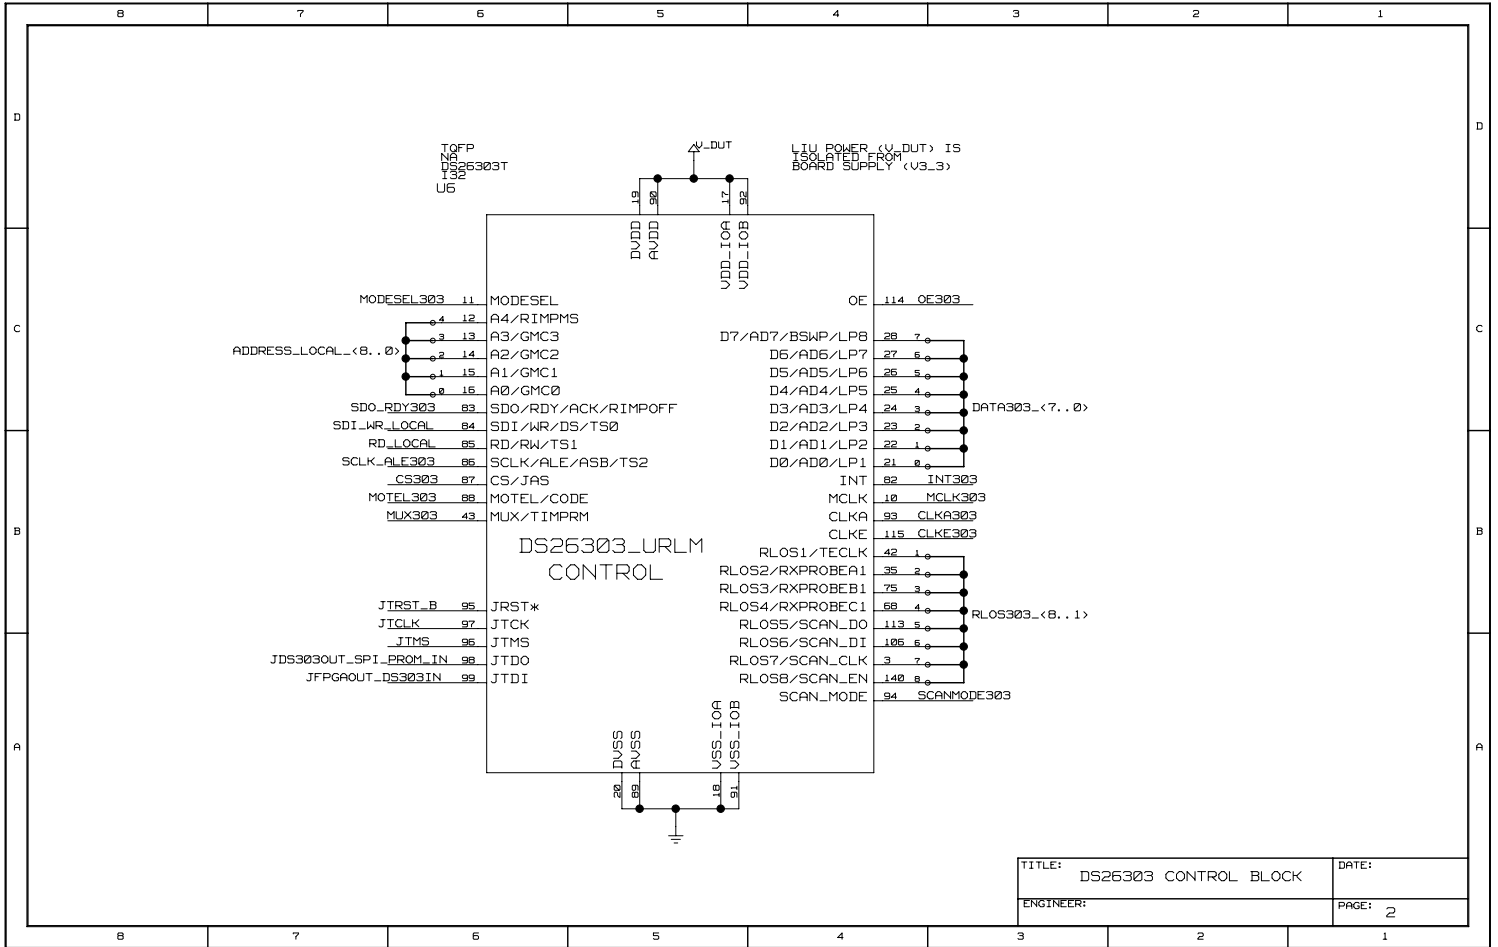 8 7 6 5 4 3 2 1
D D
TQFP
NA
DS26303T
I32
U6
V_DUT
LIU POWER (V_DUT) IS
ISOLATED FROM
BOARD SUPPLY (V3_3)
19 90 17 92
DVDD AVDD VDD_IOA VDD_IOB
MODESEL303 11 MODESEL OE 114 OE303
4 12 A4/RIMPMS
C C
3 13 A3/GMC3 D7/AD7/BSWP/LP8 28 7
ADDRESS_LOCAL_<8..0> 2 14 A2/GMC2 D6/AD6/LP7 27 6
1 15 A1/GMC1 D5/AD5/LP6 26 5
0 16 A0/GMC0 D4/AD4/LP5 25 4
SDO_RDY303 83 SDO/RDY/ACK/RIMPOFF D3/AD3/LP4 24 3 DATA303_<7..0>
SDI_WR_LOCAL 84 SDI/WR/DS/TS0 D2/AD2/LP3 23 2
RD_LOCAL 85 RD/RW/TS1 D1/AD1/LP2 22 1
SCLK_ALE303 86 SCLK/ALE/ASB/TS2 D0/AD0/LP1 21 0
CS303 87 CS/JAS INT 82 INT303
MOTEL303 88 MOTEL/CODE MCLK 10 MCLK303
MUX303 43 MUX/TIMPRM CLKA 93 CLKA303
B B
CLKE 115 CLKE303
DS26303_URLM
CONTROL
RLOS1/TECLK 42 1
RLOS2/RXPROBEA1 35 2
RLOS3/RXPROBEB1 75 3
JTRST_B 95 JRST* RLOS4/RXPROBEC1 68 4 RLOS303_<8..1>
JTCLK 97 JTCK RLOS5/SCAN_DO 113 5
JTMS 96 JTMS RLOS6/SCAN_DI 106 6
JDS303OUT_SPI_PROM_IN 98 JTDO RLOS7/SCAN_CLK 3 7
JFPGAOUT_DS303IN 99 JTDI RLOS8/SCAN_EN 140 8
SCAN_MODE 94 SCANMODE303
A A
DVSS AVSS VSS_IOA VSS_IOB
20 89 18 91
TITLE: DS26303 CONTROL BLOCK DATE:
ENGINEER: PAGE: 2
8 7 6 5 4 3 2 1